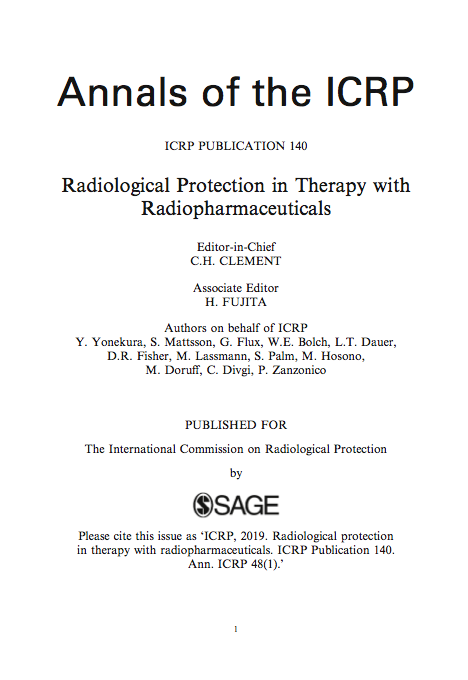 Annals of the ICRP
ICRP PUBLICATION 140
Radiological Protection in Therapy with
Radiopharmaceuticals
Editor-in-Chief
C.H. CLEMENT
Associate Editor
H. FUJITA
Authors on behalf of ICRP
Y. Yonekura, S. Mattsson, G. Flux, W.E. Bolch, L.T. Dauer,
D.R. Fisher, M. Lassmann, S. Palm, M. Hosono,
M. Doruff, C. Divgi, P. Zanzonico
PUBLISHED FOR
The International Commission on Radiological Protection
by
SAGE
Please cite this issue as ‘ICRP, 2019. Radiological protection
in therapy with radiopharmaceuticals. ICRP Publication 140.
Ann. ICRP 48(1).’
1